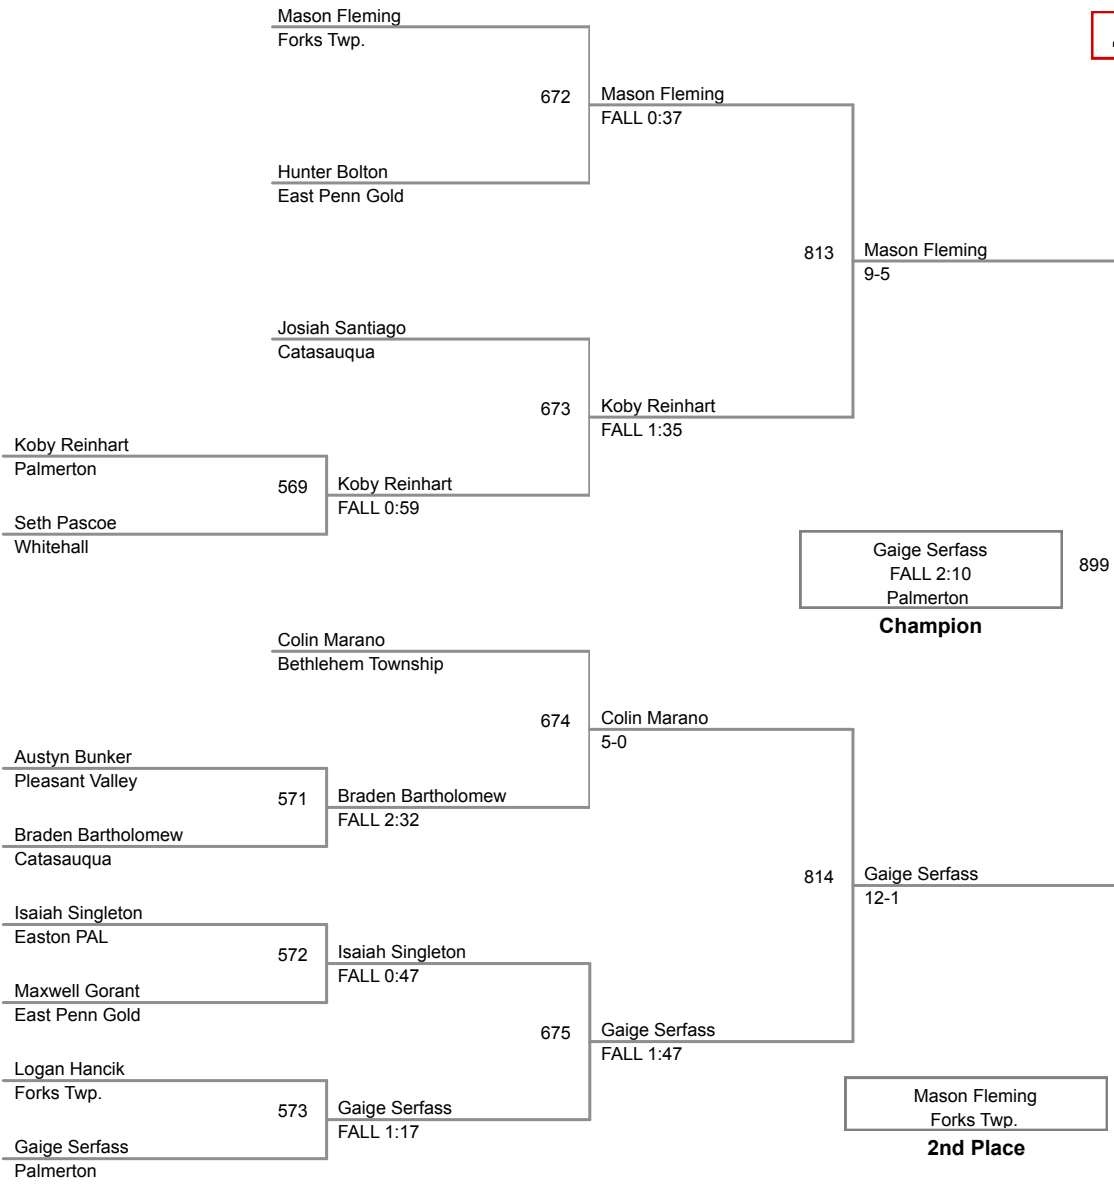 Mason Fleming
Forks Twp.
672
Mason Fleming
FALL 0:37
Hunter Bolton
East Penn Gold
813
Mason Fleming
9-5
Josiah Santiago
Catasauqua
673
Koby Reinhart
FALL 1:35
Koby Reinhart
Palmerton
569
Koby Reinhart
FALL 0:59
Seth Pascoe
Whitehall
Gaige Serfass
FALL 2:10
Palmerton
899
Champion
Colin Marano
Bethlehem Township
674
Colin Marano
5-0
Austyn Bunker
Pleasant Valley
571
Braden Bartholomew
FALL 2:32
Braden Bartholomew
Catasauqua
814
Gaige Serfass
12-1
Isaiah Singleton
Easton PAL
572
Isaiah Singleton
FALL 0:47
Maxwell Gorant
East Penn Gold
675
Gaige Serfass
FALL 1:47
Logan Hancik
Forks Twp.
573
Gaige Serfass
FALL 1:17
Gaige Serfass
Palmerton
Mason Fleming
Forks Twp.
2nd Place